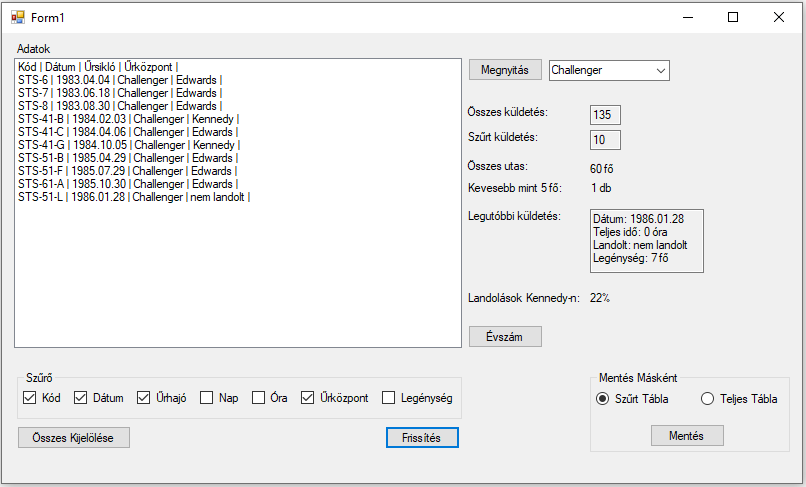 Form1
Adatok
Kód | Dátum | Űrsikló | Űrközpont |
STS-6 | 1983.04.04 | Challenger | Edwards |
STS-7 | 1983.06.18 | Challenger | Edwards |
STS-8 | 1983.08.30 | Challenger | Edwards |
STS-41-B | 1984.02.03 | Challenger | Kennedy |
STS-41-C | 1984.04.06 | Challenger | Edwards |
STS-41-G | 1984.10.05 | Challenger | Kennedy |
STS-51-B | 1985.04.29 | Challenger | Edwards |
STS-51-F | 1985.07.29 | Challenger | Edwards |
STS-61-A | 1985.10.30 | Challenger | Edwards |
STS-51-L | 1986.01.28 | Challenger | nem landolt |
Megnyitás Challenger
Összes küldetés: 135
Szűrt küldetés: 10
Összes utas: 60 fő
Kevesebb mint 5 fő: 1 db
Legutóbbi küldetés:
Dátum: 1986.01.28
Teljes idő: 0 óra
Landolt: nem landolt
Legénység: 7 fő
Landolások Kennedy-n: 22%
Évszám
Szűrő
Kód Dátum Űrhajó Nap Óra Űrközpont Legénység
Összes Kijelölése Frissítés
Mentés Másként
Szűrt Tábla Teljes Tábla
Mentés